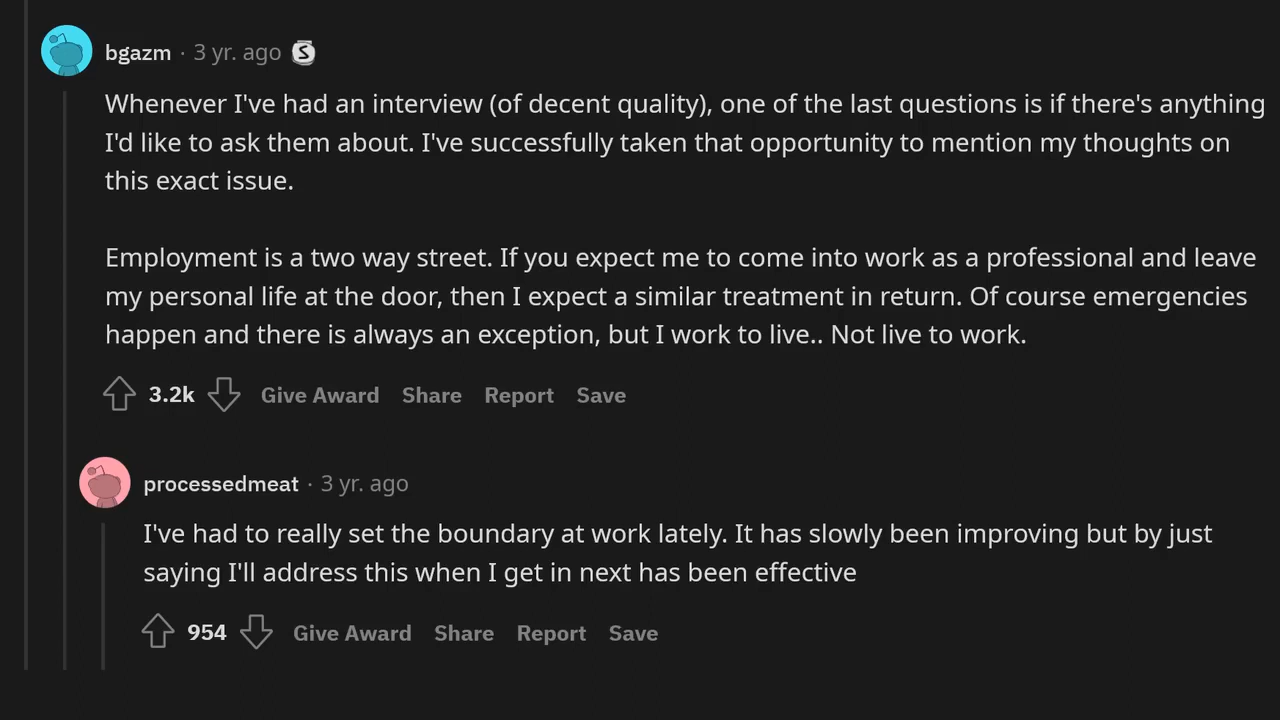 bgazm · 3 yr. ago S
Whenever I've had an interview (of decent quality), one of the last questions is if there's anything
I'd like to ask them about. I've successfully taken that opportunity to mention my thoughts on
this exact issue.
Employment is a two way street. If you expect me to come into work as a professional and leave
my personal life at the door, then I expect a similar treatment in return. Of course emergencies
happen and there is always an exception, but I work to live.. Not live to work.
3.2k Give Award Share Report Save
processedmeat · 3 yr. ago
I've had to really set the boundary at work lately. It has slowly been improving but by just
saying I'll address this when I get in next has been effective
954 Give Award Share Report Save